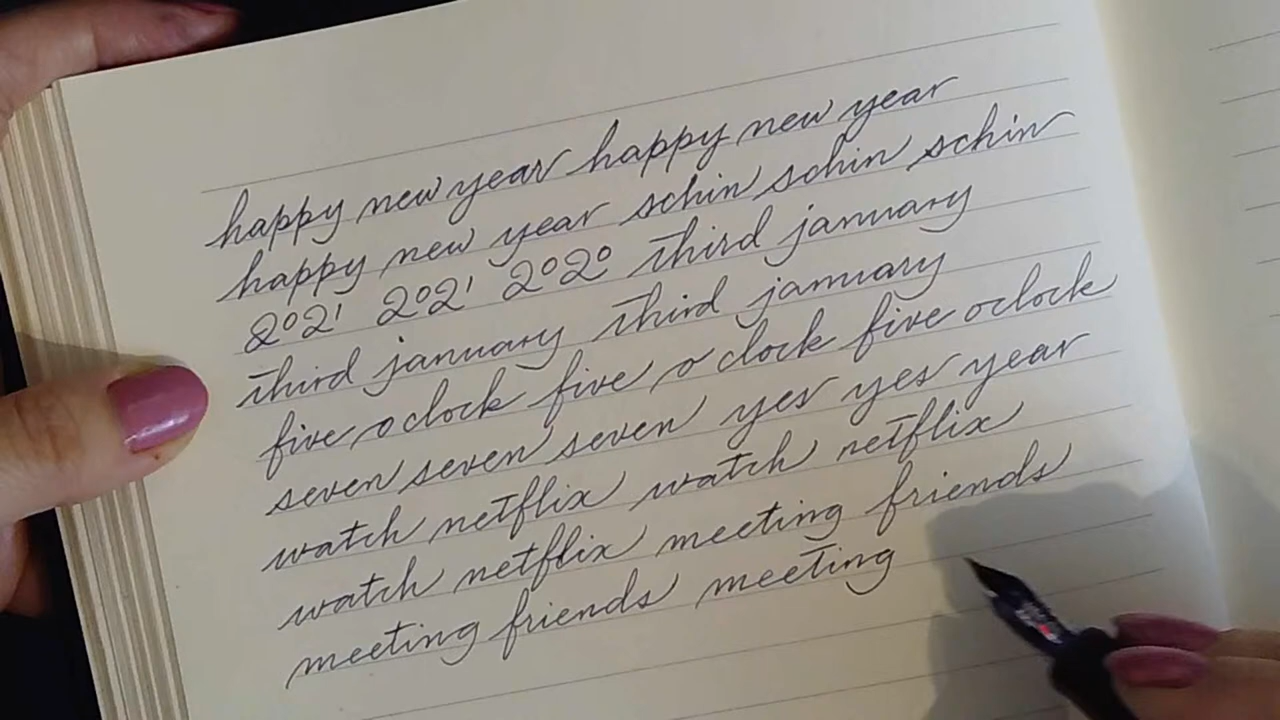 happy new year happy new year
happy new year schin schin schin
2021 2021 2020 third january
third january third january
five oclock five o clock five oclock
seven seven seven yes yes year
watch netflix watch netflix
watch netflix meeting friends
meeting friends meeting